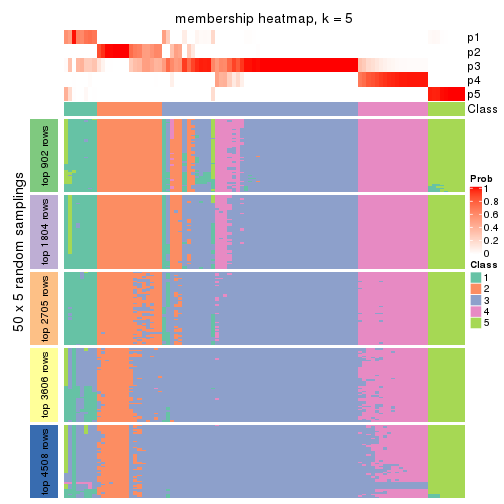 membership heatmap, k = 5
p1
p2
p3
p4
p5
Class
50 x 5 random samplings
top 902 rows
top 1804 rows
top 2705 rows
top 3606 rows
top 4508 rows
Prob
1
0.8
0.6
0.4
0.2
0
Class
1
2
3
4
5